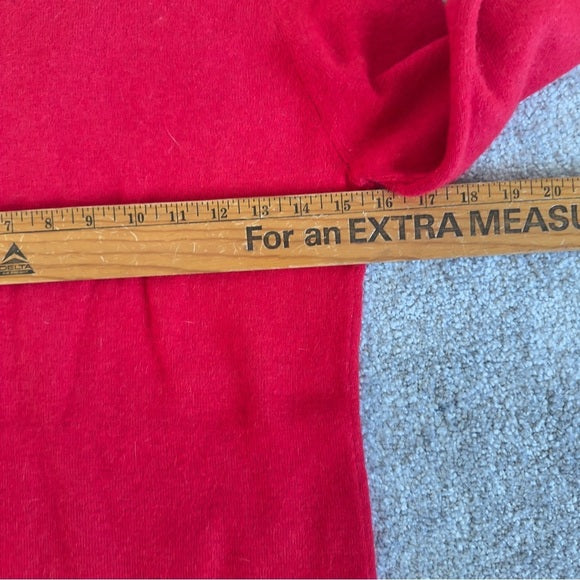 7 8 9 10 11 12 13 14 15 16 17 18 19 20
For an EXTRA MEASU
DELTA